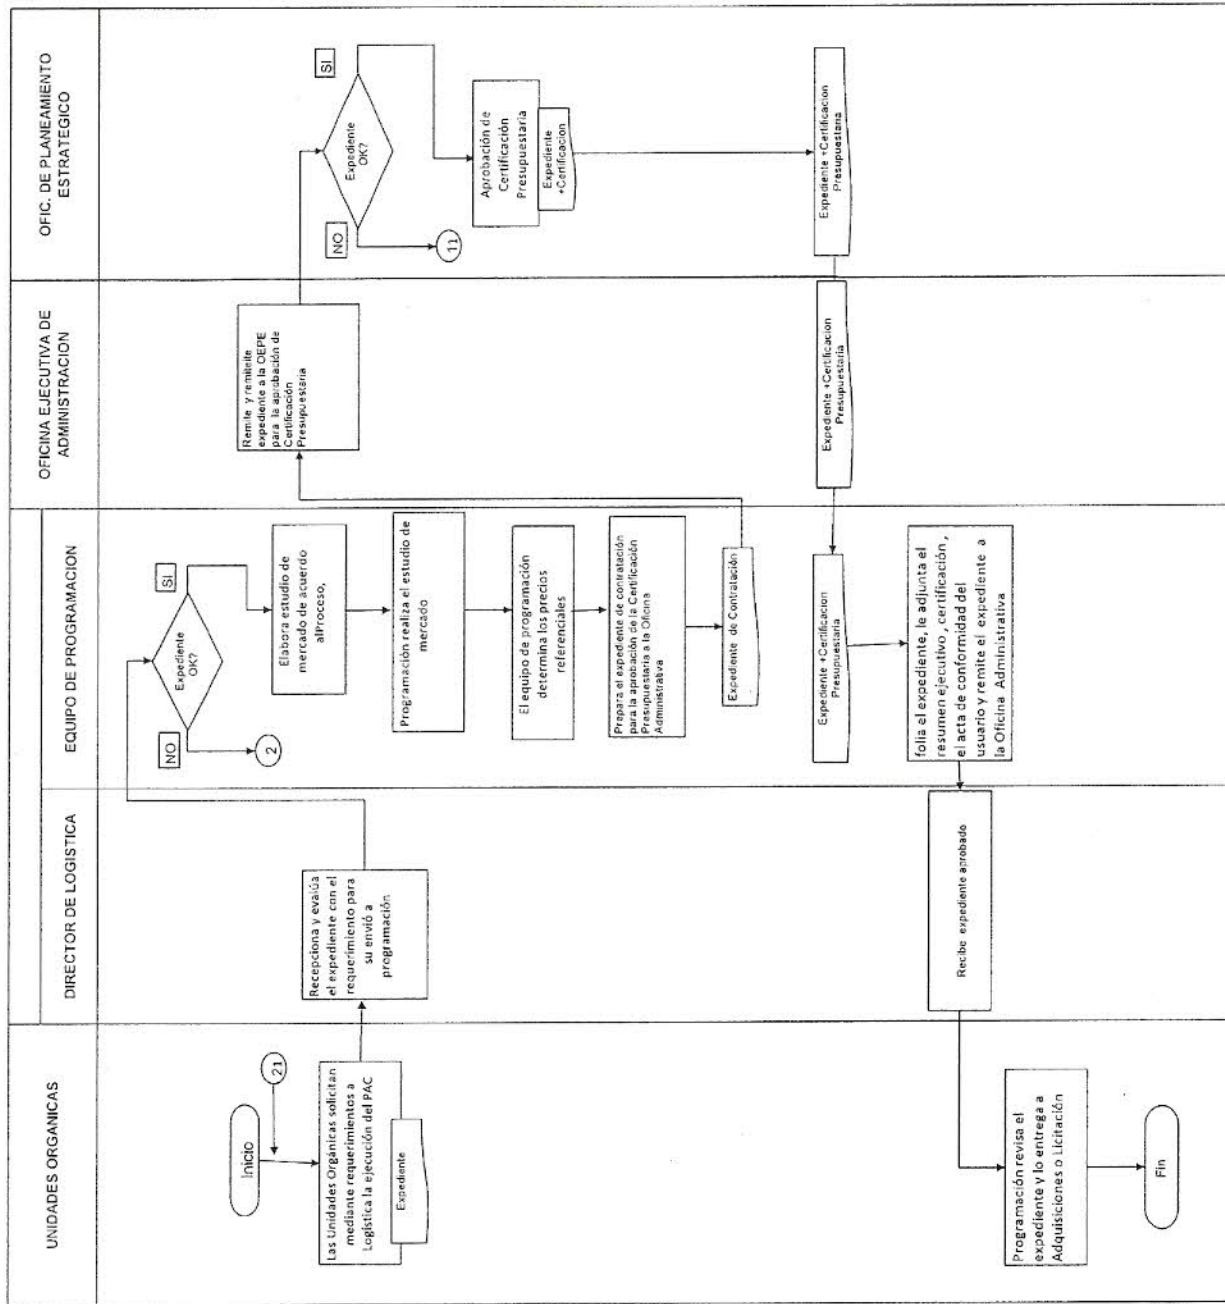 UNIDADES ORGANICAS
DIRECTOR DE LOGISTICA
EQUIPO DE PROGRAMACION
OFICINA EJECUTIVA DE
ADMINISTRACION
OFIC. DE PLANEAMIENTO
ESTRATEGICO
Inicio
21
Las Unidades Orgánicas solicitan
mediante requerimientos a
Logística la ejecución del PAC
Expediente
Recepciona y evalúa
el expediente con el
requerimiento para
su envió a
programación
Expediente
OK?
SI
NO
2
Elabora estudio de
mercado de acuerdo
alProceso,
Programación realiza el estudio de
mercado
El equipo de programación
determina los precios
referenciales
Prepara el expediente de contratación
para la aprobación de la Certificación
Presupuestaria a la Oficina
Administrativa
Expediente de Contratación
Remite y remiteite
expediente a la OEPE
para la aprobación de
Certificación
Presupuestaria
Expediente
OK?
SI
NO
11
Aprobación de
Certificación
Presupuestaria
Expediente
+Certificacion
Expediente +Certificacion
Presupuestaria
Expediente +Certificacion
Presupuestaria
Expediente +Certificacion
Presupuestaria
folia el expediente, le adjunta el
resumen ejecutivo, certificación,
el acta de conformidad del
usuario y remite el expediente a
la Oficina Administrativa
Recibe expediente aprobado
Programación revisa el
expediente y lo entrega a
Adquisiciones o Licitación
Fin